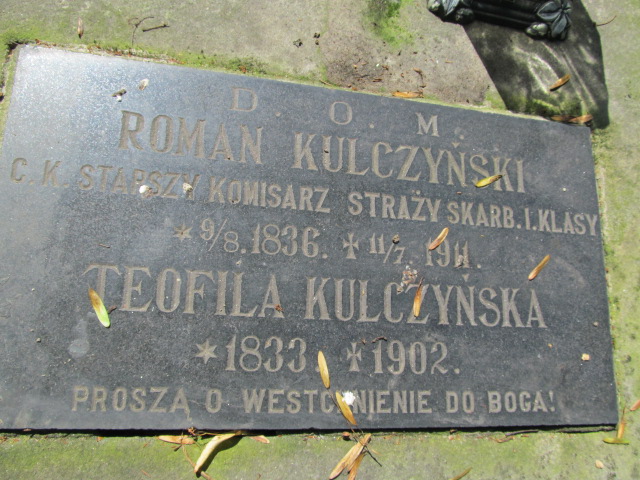 D. O. M.
ROMAN KULCZYŃSKI
C. K. STARSZY KOMISARZ STRAŻY SKARB. I. KLASY
* 9/8. 1836. ✝ 11/7. 1911.
TEOFILA KULCZYŃSKA
* 1833. ✝ 1902.
PROSZĄ O WESTCHNIENIE DO BOGA!